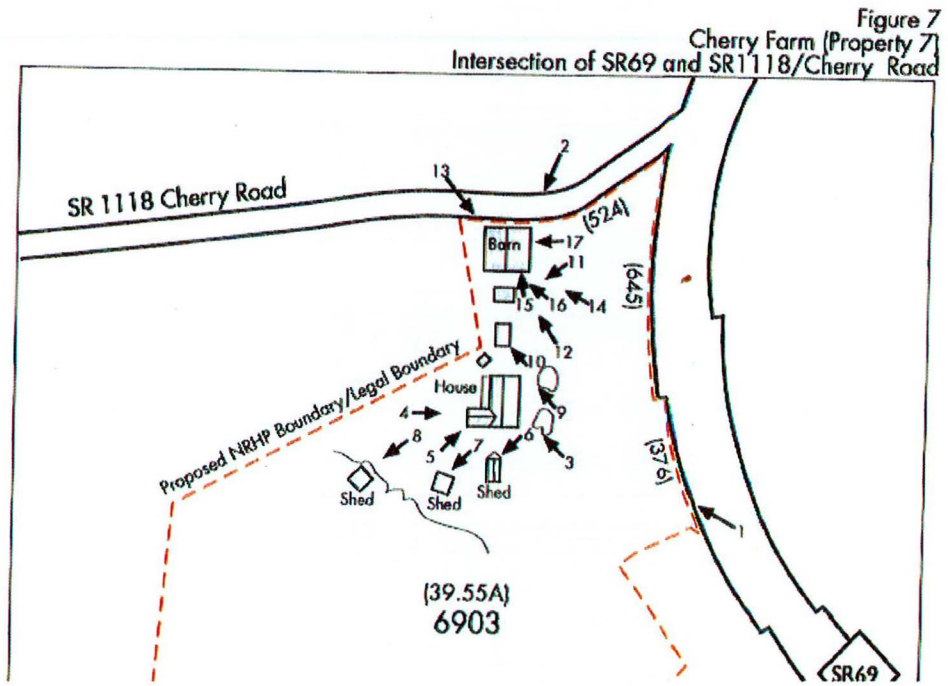 Figure 7
Cherry Farm (Property 7)
Intersection of SR69 and SR1118/Cherry Road
2
13
SR 1118 Cherry Road
(524)
Barn
17
11
(645)
15
16
14
12
10
Proposed NRHP Boundary/Legal Boundary
House
9
4
8
5
7
6
3
(376)
Shed
Shed
Shed
1
(39.55A)
6903
SR69